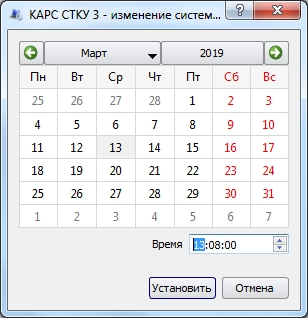 КАРС СТКУ 3 - изменение систем...
Март 2019
Пн Вт Ср Чт Пт Сб Вс
25 26 27 28 1 2 3
4 5 6 7 8 9 10
11 12 13 14 15 16 17
18 19 20 21 22 23 24
25 26 27 28 29 30 31
1 2 3 4 5 6 7
Время 13:08:00
Установить Отмена